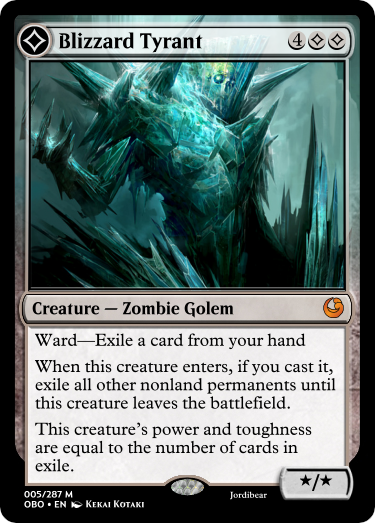 Blizzard Tyrant 4
Creature — Zombie Golem
Ward—Exile a card from your hand
When this creature enters, if you cast it,
exile all other nonland permanents until
this creature leaves the battlefield.
This creature's power and toughness
are equal to the number of cards in
exile.
★/★
005/287 M
OBO • EN Kekai Kotaki
Jordibear